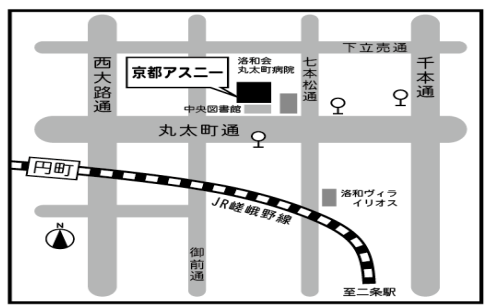 下立売通
西大路通
京都アスニー
洛和会
丸太町病院
七本松通
千本通
中央図書館
丸太町通
円町
JR嵯峨野線
洛和ヴィラ
イリオス
N
御前通
至二条駅